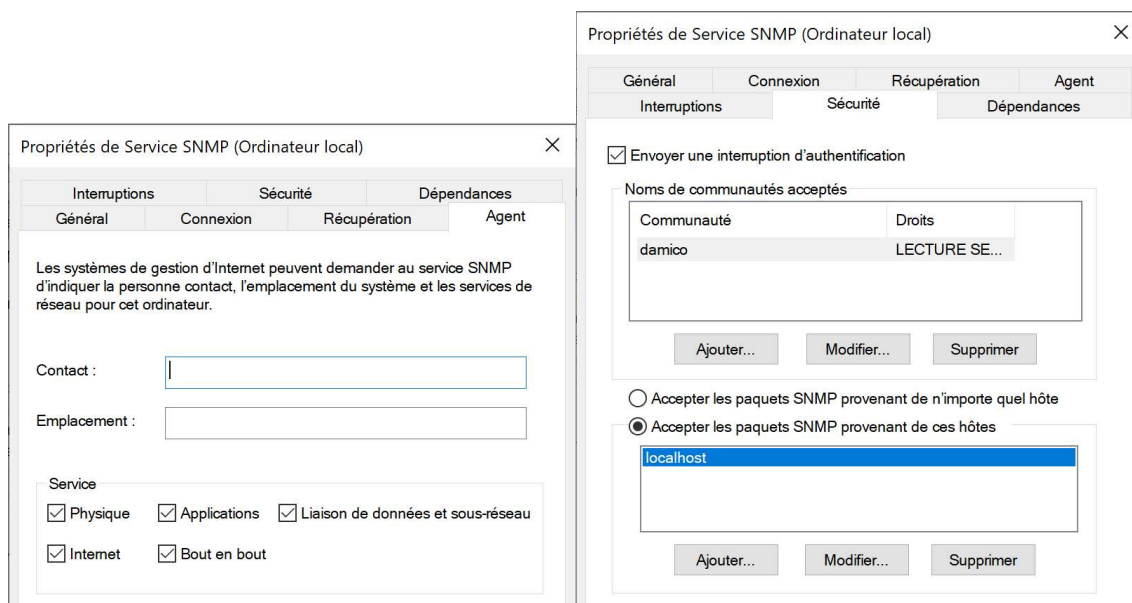 Propriétés de Service SNMP (Ordinateur local)
Interruptions Sécurité Dépendances
Général Connexion Récupération Agent
Les systèmes de gestion d'Internet peuvent demander au service SNMP
d'indiquer la personne contact, l'emplacement du système et les services de
réseau pour cet ordinateur.
Contact :
Emplacement :
Service
Physique Applications Liaison de données et sous-réseau
Internet Bout en bout
Propriétés de Service SNMP (Ordinateur local)
Général Connexion Récupération Agent
Interruptions Sécurité Dépendances
Envoyer une interruption d'authentification
Noms de communautés acceptés
Communauté Droits
damico LECTURE SE...
Ajouter... Modifier... Supprimer
Accepter les paquets SNMP provenant de n'importe quel hôte
Accepter les paquets SNMP provenant de ces hôtes
localhost
Ajouter... Modifier... Supprimer